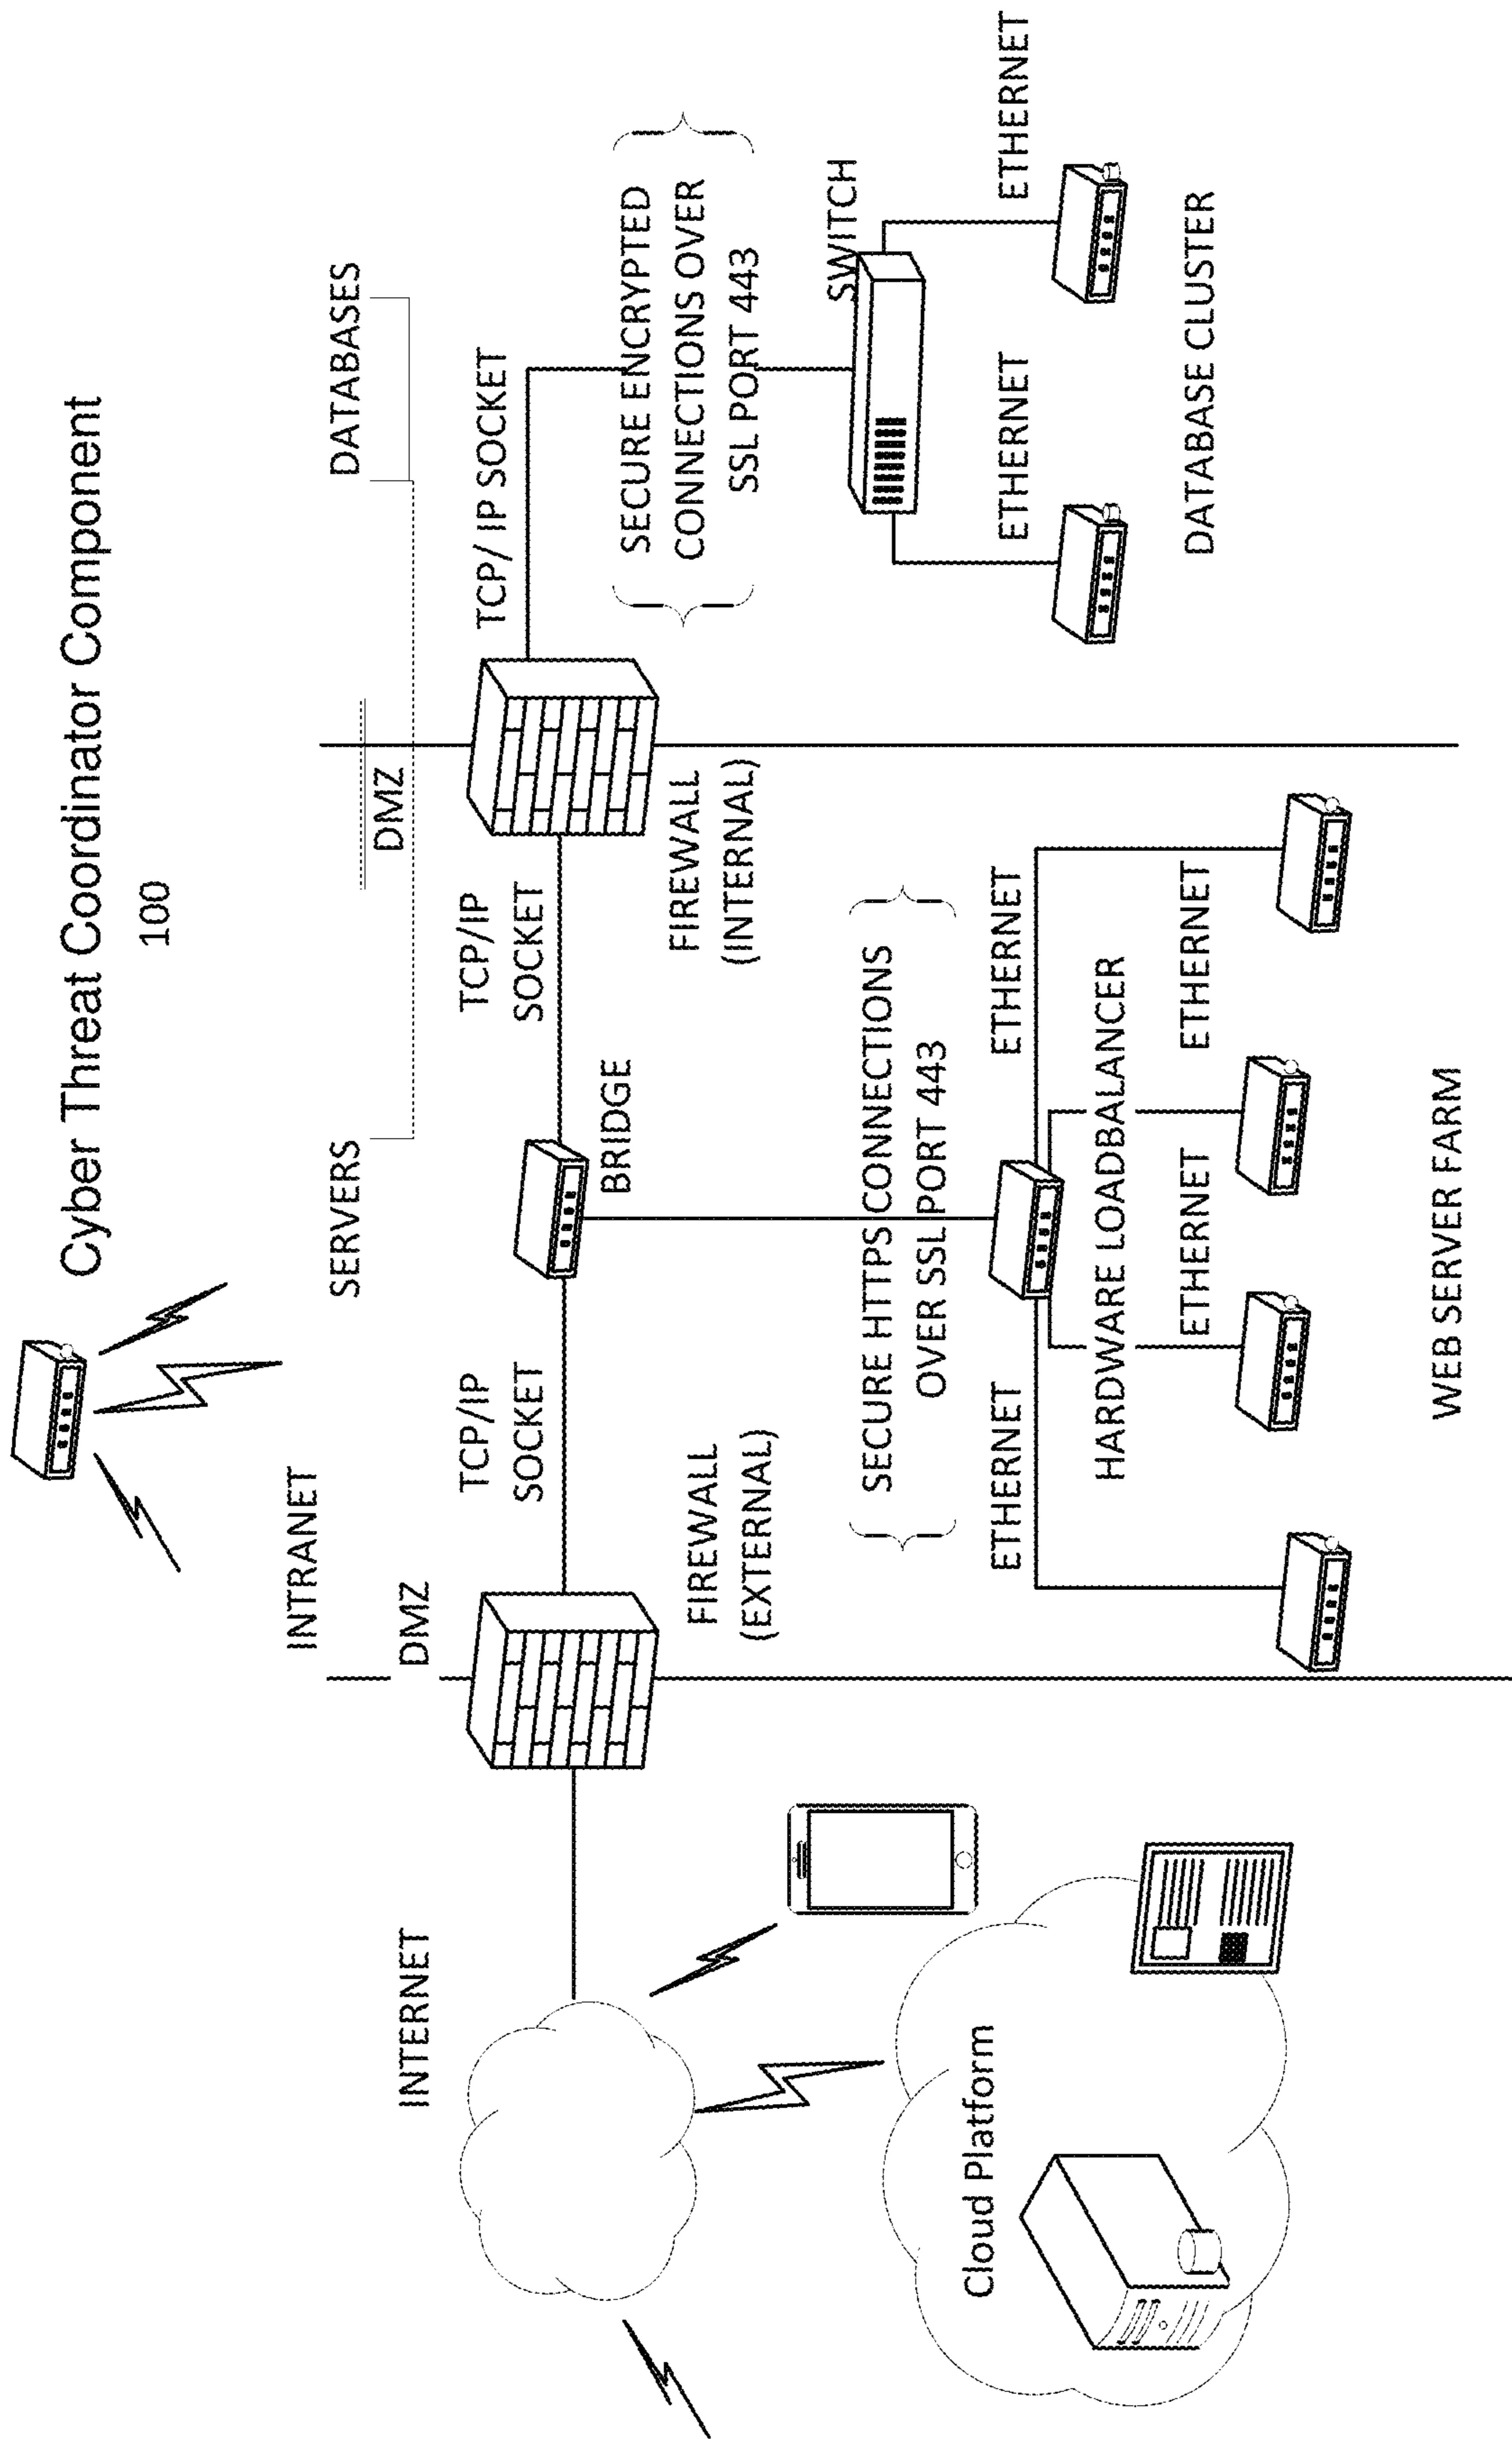 Cyber Threat Coordinator Component
100
INTRANET
SERVERS
DATABASES
DMZ
INTERNET
DMZ
TCP/IP
SOCKET
TCP/IP
SOCKET
TCP/ IP SOCKET
BRIDGE
FIREWALL
(EXTERNAL)
FIREWALL
(INTERNAL)
SECURE ENCRYPTED
CONNECTIONS OVER
SSL PORT 443
SWITCH
SECURE HTTPS CONNECTIONS
OVER SSL PORT 443
Cloud Platform
ETHERNET
ETHERNET
ETHERNET
ETHERNET
HARDWARE LOADBALANCER
ETHERNET
ETHERNET
DATABASE CLUSTER
WEB SERVER FARM